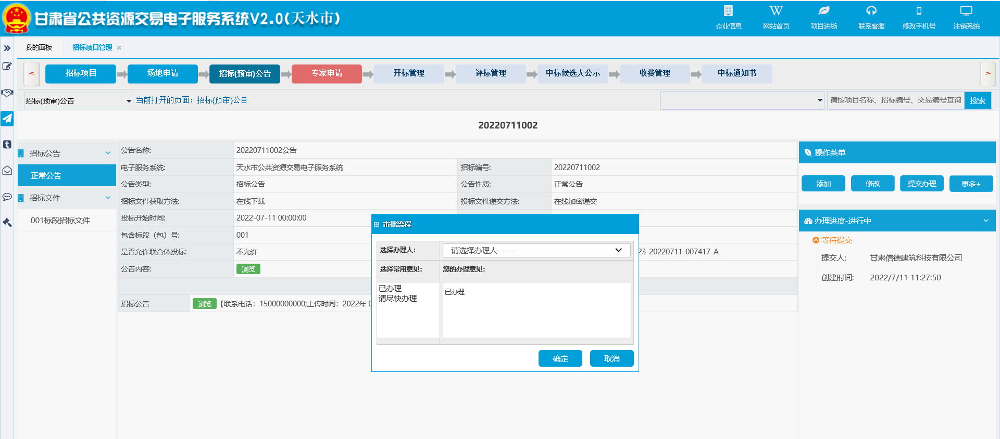 甘肃省公共资源交易电子服务系统V2.0(天水市)
企业信息
网站首页
项目进场
联系客服
修改手机号
注销系统
我的面板
招标项目管理 ×
<
招标项目
场地申请
招标(预审)公告
专家申请
开标管理
评标管理
中标候选人公示
收费管理
中标通知书
>
招标(预审)公告
当前打开的页面：招标(预审)公告
请按项目名称、招标编号、交易编号查询
搜索
20220711002
招标公告
正常公告
招标文件
001标段招标文件
公告名称: 20220711002公告
电子服务系统: 天水市公共资源交易电子服务系统 招标编号: 20220711002
公告类型: 招标公告 公告性质: 正常公告
招标文件获取方法: 在线下载 投标文件递交方法: 在线加密递交
投标开始时间: 2022-07-11 00:00:00
包含标段（包）号: 001
是否允许联合体投标: 不允许 23-20220711-007417-A
公告内容: 浏览
招标公告 浏览 【联系电话：15000000000;上传时间：2022年 0
审批流程
选择办理人： 请选择办理人------
选择常用意见： 您的办理意见：
已办理
请尽快办理
已办理
确定 取消
操作菜单
添加 修改 提交办理 更多+
办理进度-进行中
等待提交
提交人: 甘肃信德建筑科技有限公司
创建时间: 2022/7/11 11:27:50